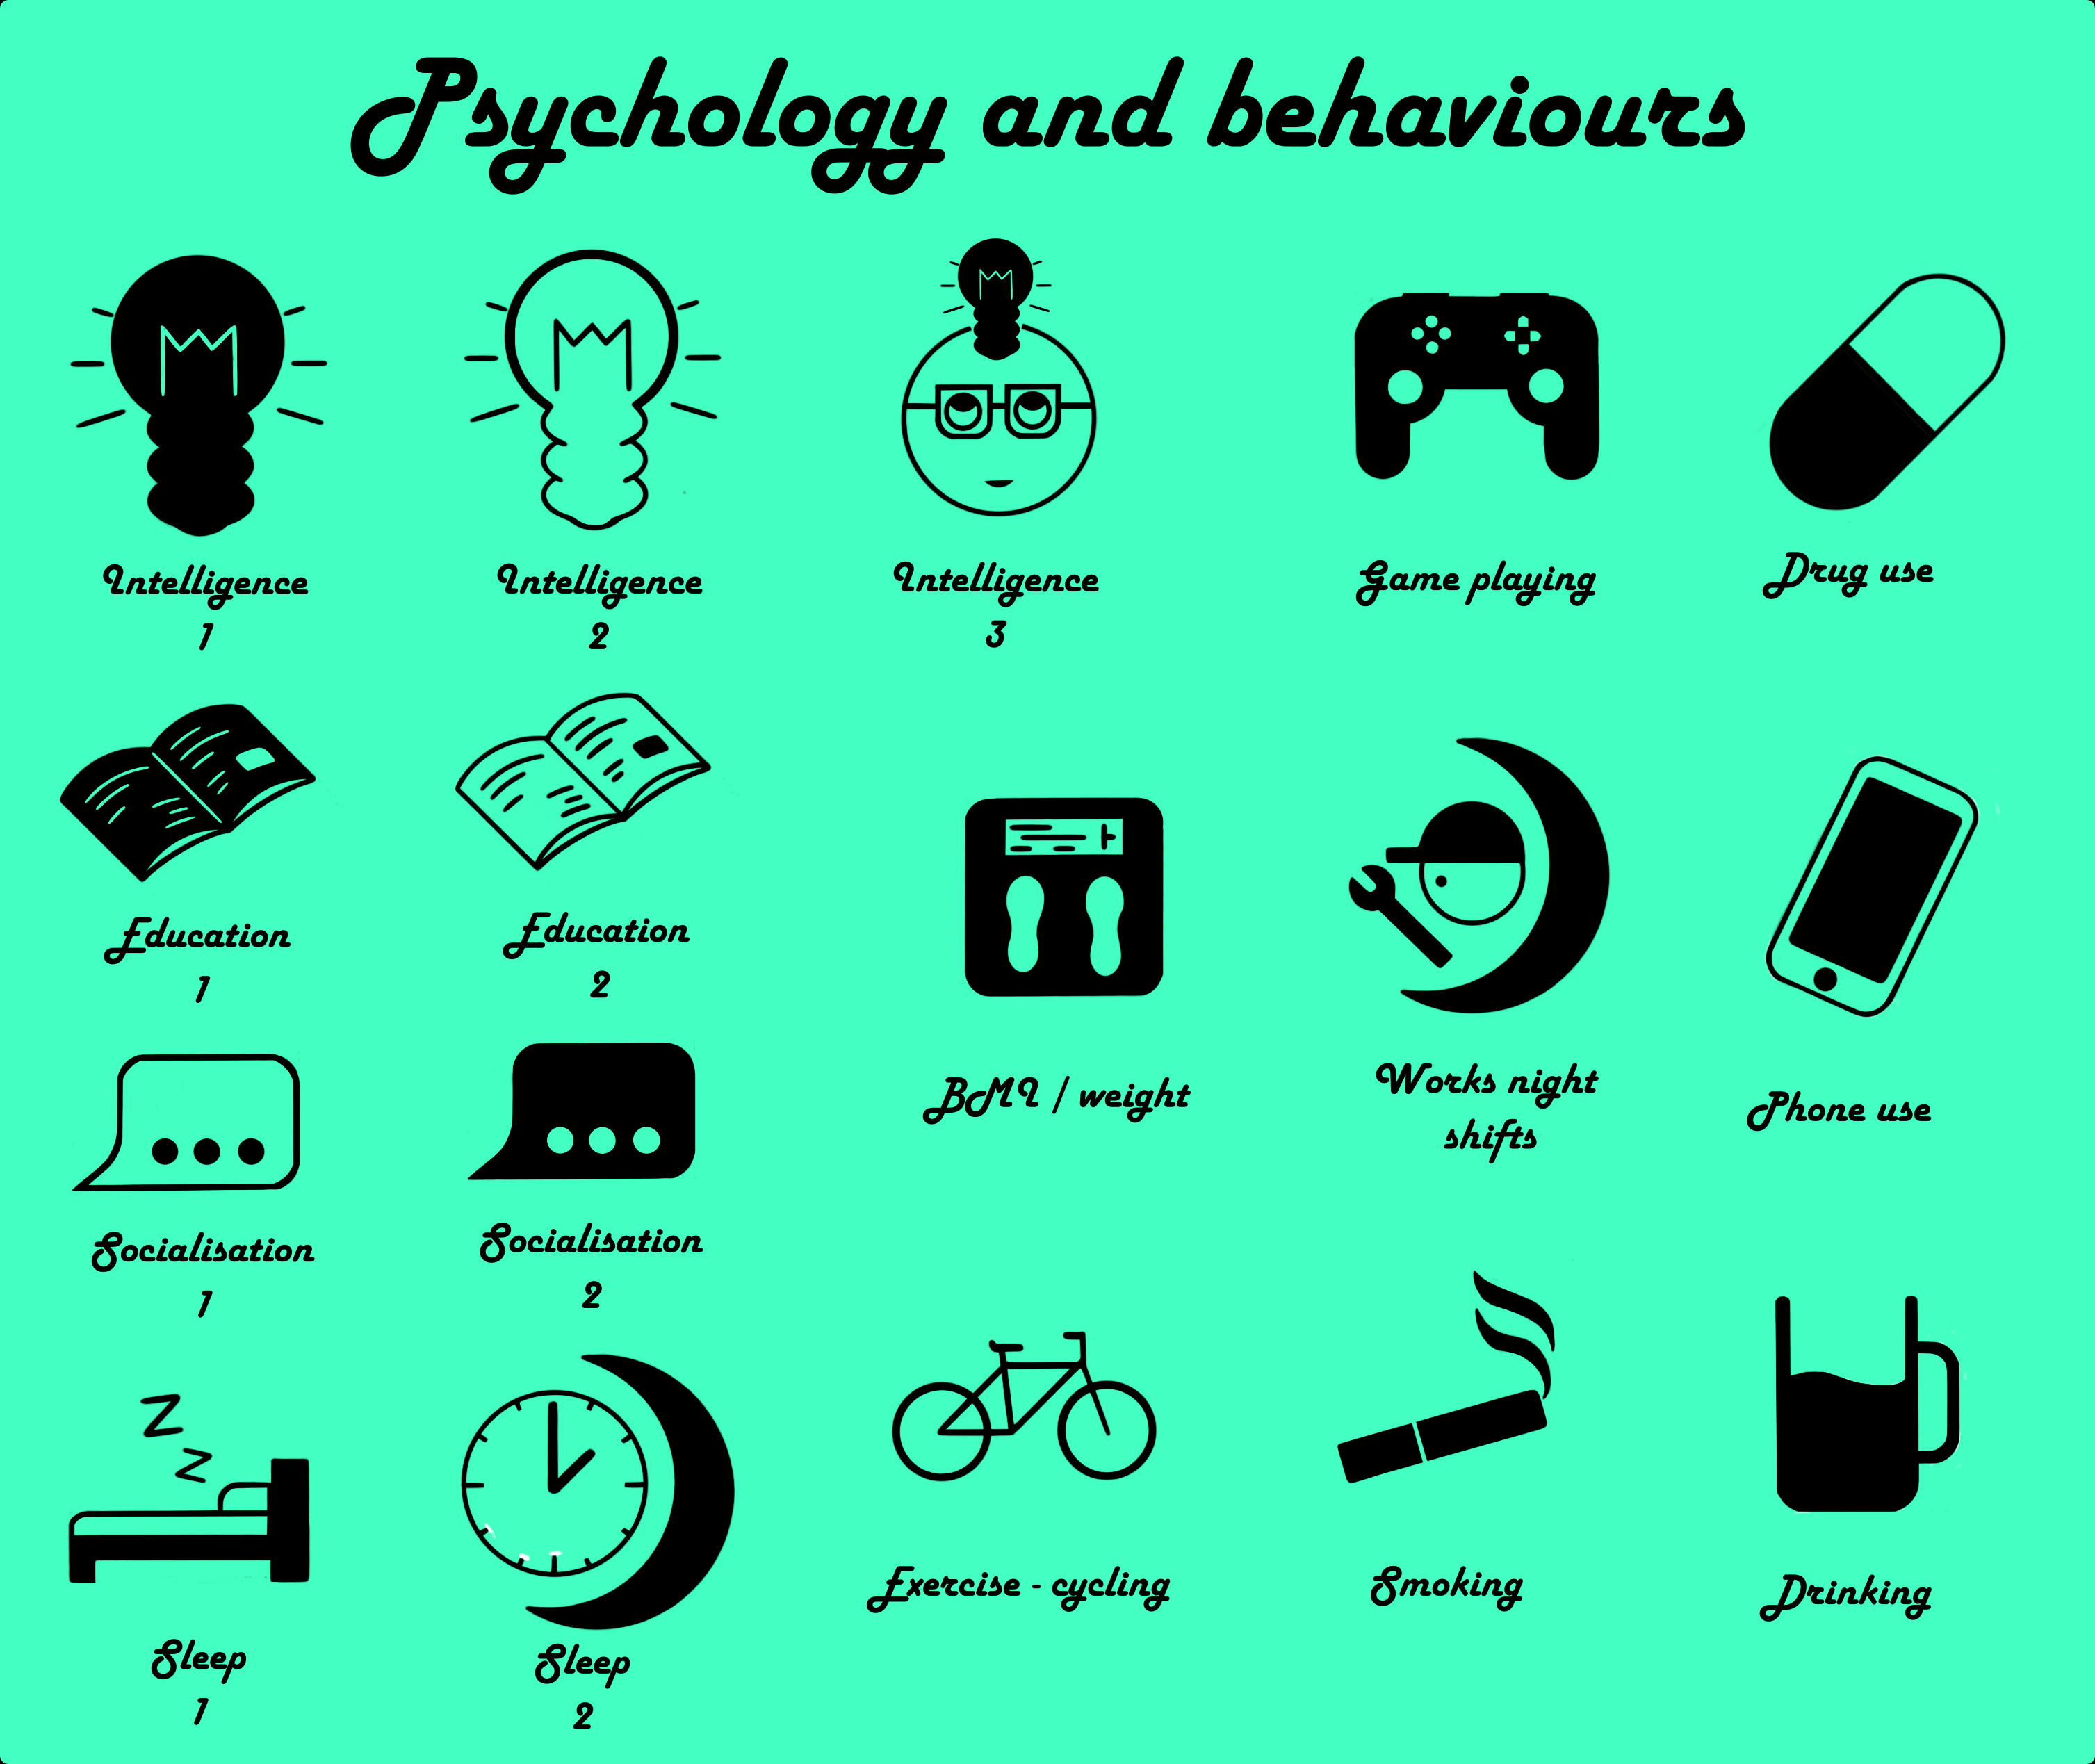 Psychology and behaviours
Intelligence
1
Intelligence
2
Intelligence
3
Game playing
Drug use
Education
1
Education
2
BMI / weight
Works night
shifts
Phone use
Socialisation
1
Socialisation
2
Sleep
1
Sleep
2
Exercise - cycling
Smoking
Drinking